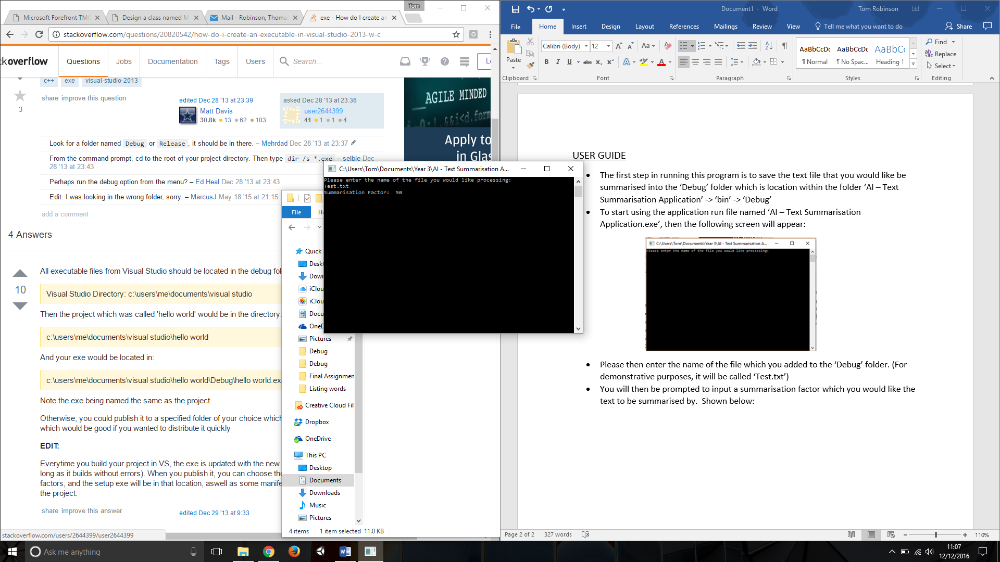 Tom
Microsoft Forefront TMG
Design a class named M
Mail - Robinson, Thomas
exe - How do I create an
stackoverflow.com/questions/20820542/how-do-i-create-an-executable-in-visual-studio-2013-w-c
overflow
Questions
Jobs
Documentation
Tags
Users
Search...
c++ exe visual-studio-2013
share improve this question
3
edited Dec 28 '13 at 23:39
Matt Davis
30.8k 13 62 103
asked Dec 28 '13 at 23:36
user2644399
41 1 1 4
Look for a folder named Debug or Release, it should be in there. – Mehrdad Dec 28 '13 at 23:37
From the command prompt, cd to the root of your project directory. Then type dir /s *.exe – selbie Dec
28 '13 at 23:43
Perhaps run the debug option from the menu? – Ed Heal Dec 28 '13 at 23:43
Edit: I was looking in the wrong folder, sorry. – MarcusJ May 18 '15 at 21:15
add a comment
AGILE MINDED
Apply to
in Glas
4 Answers
10
All executable files from Visual Studio should be located in the debug fol
Visual Studio Directory: c:\users\me\documents\visual studio
Then the project which was called 'hello world' would be in the directory:
c:\users\me\documents\visual studio\hello world
And your exe would be located in:
c:\users\me\documents\visual studio\hello world\Debug\hello world.ex
Note the exe being named the same as the project.
Otherwise, you could publish it to a specified folder of your choice which
which would be good if you wanted to distribute it quickly
EDIT:
Everytime you build your project in VS, the exe is updated with the new
long as it builds without errors). When you publish it, you can choose the
factors, and the setup exe will be in that location, aswell as some manife
the project.
share improve this answer
edited Dec 29 '13 at 9:33
stackoverflow.com/users/2644399/user2644399
File
Quick
Deskt
Down
iClou
iClou
Docu
OneD
Pictures
Debug
Debug
Final Assignmen
Listing words
Creative Cloud Fil
Dropbox
OneDrive
This PC
Desktop
Documents
Downloads
Music
Pictures
4 items 1 item selected 11.0 KB
C:\Users\Tom\Documents\Year 3\AI - Text Summarisation A...
Please enter the name of the file you would like processing:
Test.txt
Summarisation Factor: 50
Document1 - Word
Tom Robinson
File
Home
Insert
Design
Layout
References
Mailings
Review
View
Tell me what you want to do
Share
Paste
Clipboard
Calibri (Body) 12
Font
Paragraph
AaBbCcDc
¶ Normal
AaBbCcDc
¶ No Spac...
AaBbC
Heading 1
Styles
Find
Replace
Select
Editing
USER GUIDE
• The first step in running this program is to save the text file that you would like be
summarised into the ‘Debug’ folder which is location within the folder ‘AI – Text
Summarisation Application’ -> ‘bin’ -> ‘Debug’
• To start using the application run file named ‘AI – Text Summarisation
Application.exe’, then the following screen will appear:
C:\Users\Tom\Documents\Year 3\AI - Text Summarisation A...
Please enter the name of the file you would like processing:
• Please then enter the name of the file which you added to the ‘Debug’ folder. (For
demonstrative purposes, it will be called ‘Test.txt’)
• You will then be prompted to input a summarisation factor which you would like the
text to be summarised by.  Shown below:
Page 2 of 2 327 words
110%
Ask me anything
11:07
12/12/2016